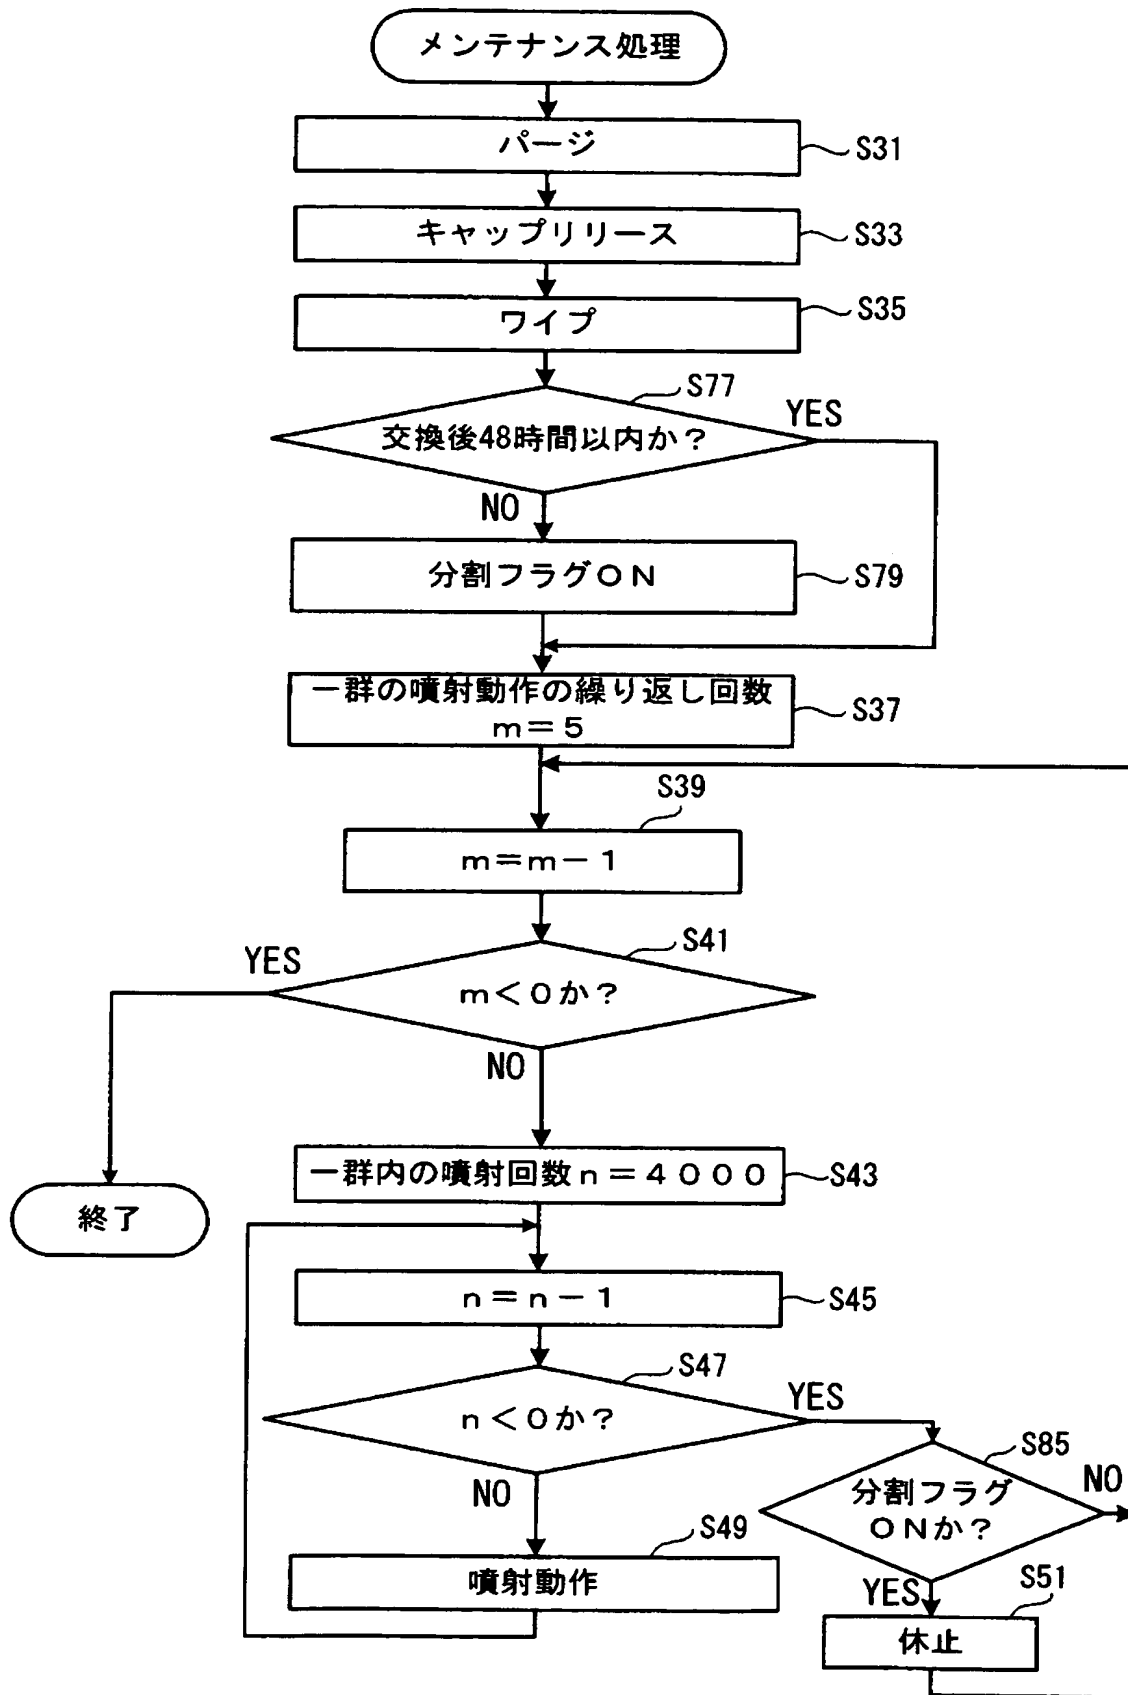 メンテナンス処理
パージ
S31
キャップリリース
S33
ワイプ
S35
S77
交換後48時間以内か？
YES
NO
分割フラグＯＮ
S79
一群の噴射動作の繰り返し回数
ｍ＝５
S37
S39
ｍ＝ｍ－１
S41
YES
ｍ＜０か？
NO
一群内の噴射回数ｎ＝４０００
S43
終了
ｎ＝ｎ－１
S45
S47
ｎ＜０か？
YES
NO
S85
分割フラグ
ＯＮか？
NO
YES
S49
噴射動作
S51
休止